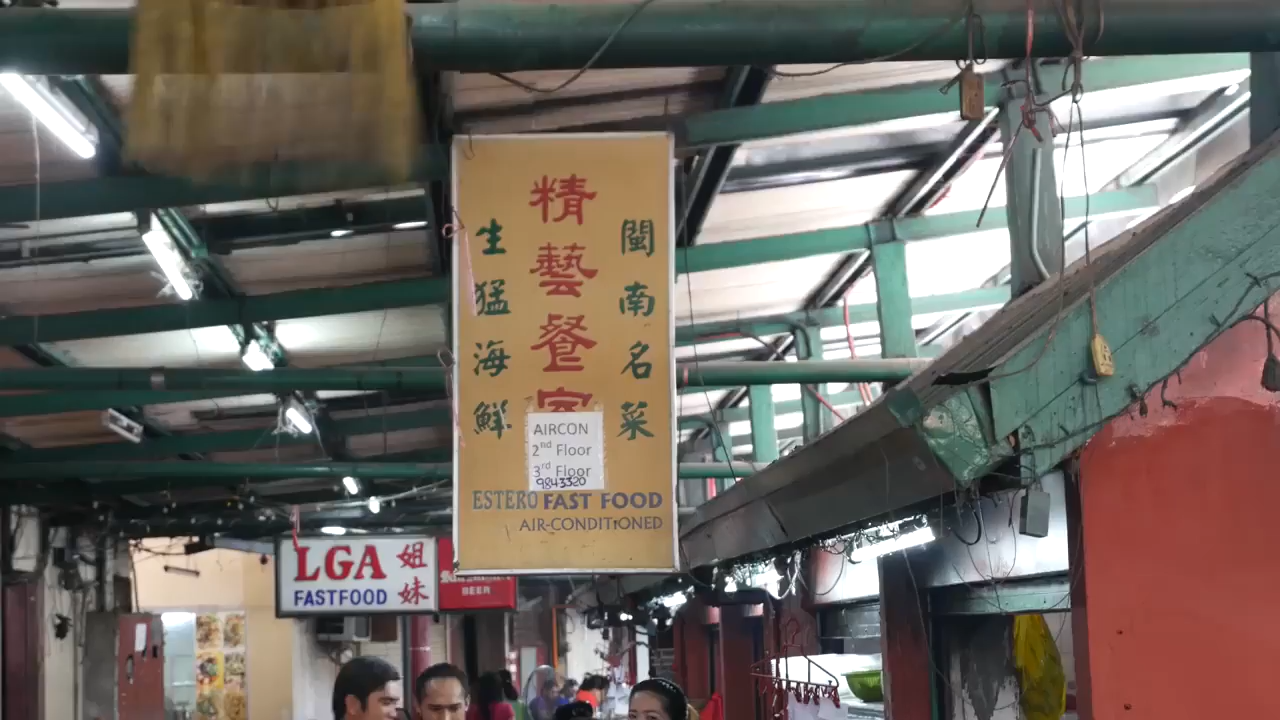 精藝餐室
閩南名菜
生猛海鮮
AIRCON
2nd Floor
3rd Floor
9843320
ESTERO FAST FOOD
AIR-CONDITIONED
LGA 姐妹
FASTFOOD
BEER